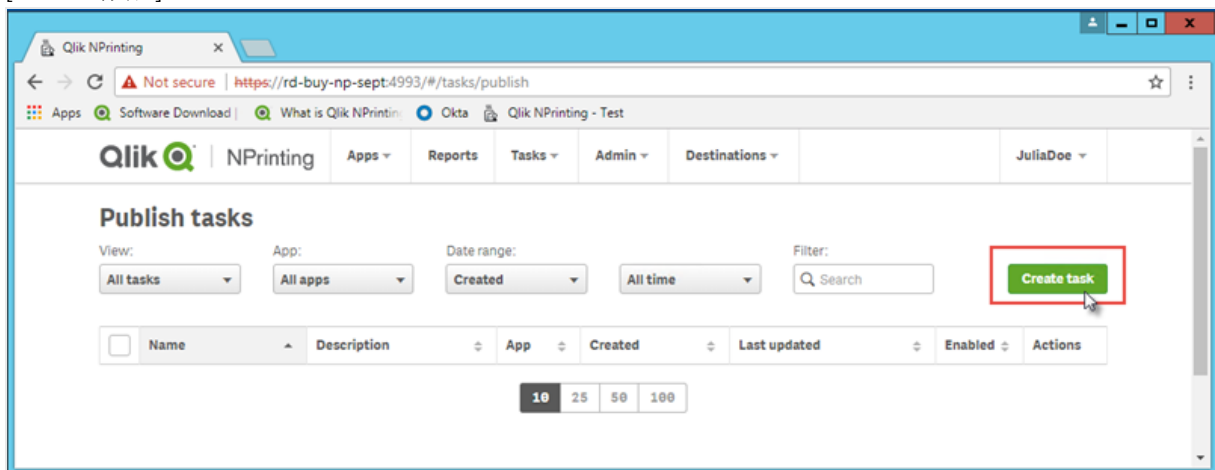 Qlik NPrinting
Not secure | https://rd-buy-np-sept:4993/#/tasks/publish
Apps Software Download | What is Qlik NPrintin Okta Qlik NPrinting - Test
Qlik NPrinting Apps Reports Tasks Admin Destinations JuliaDoe
Publish tasks
View: App: Date range: Filter:
All tasks All apps Created All time Search Create task
Name Description App Created Last updated Enabled Actions
10 25 50 100